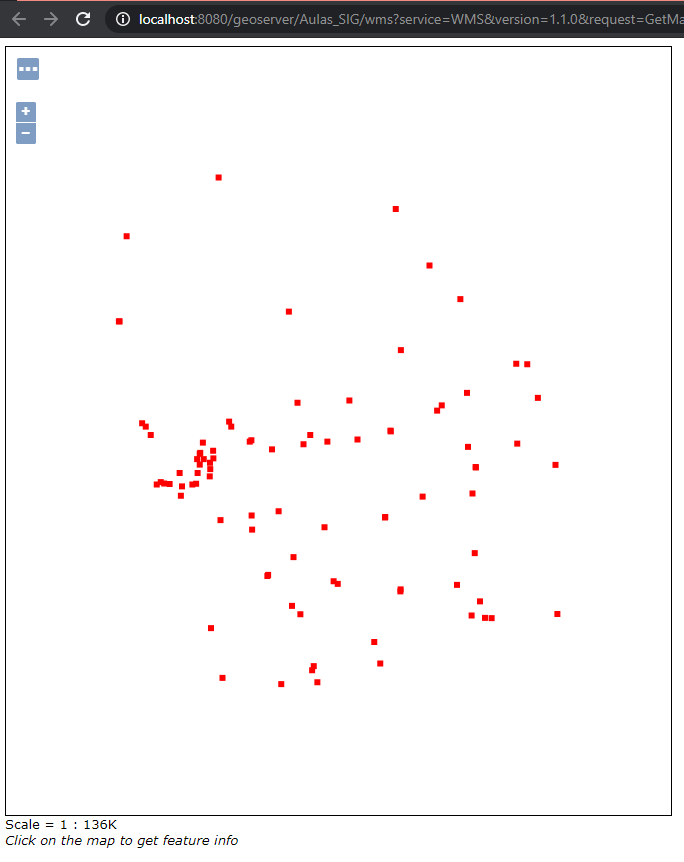 localhost:8080/geoserver/Aulas_SIG/wms?service=WMS&version=1.1.0&request=GetMa
+
−
Scale = 1 : 136K
Click on the map to get feature info